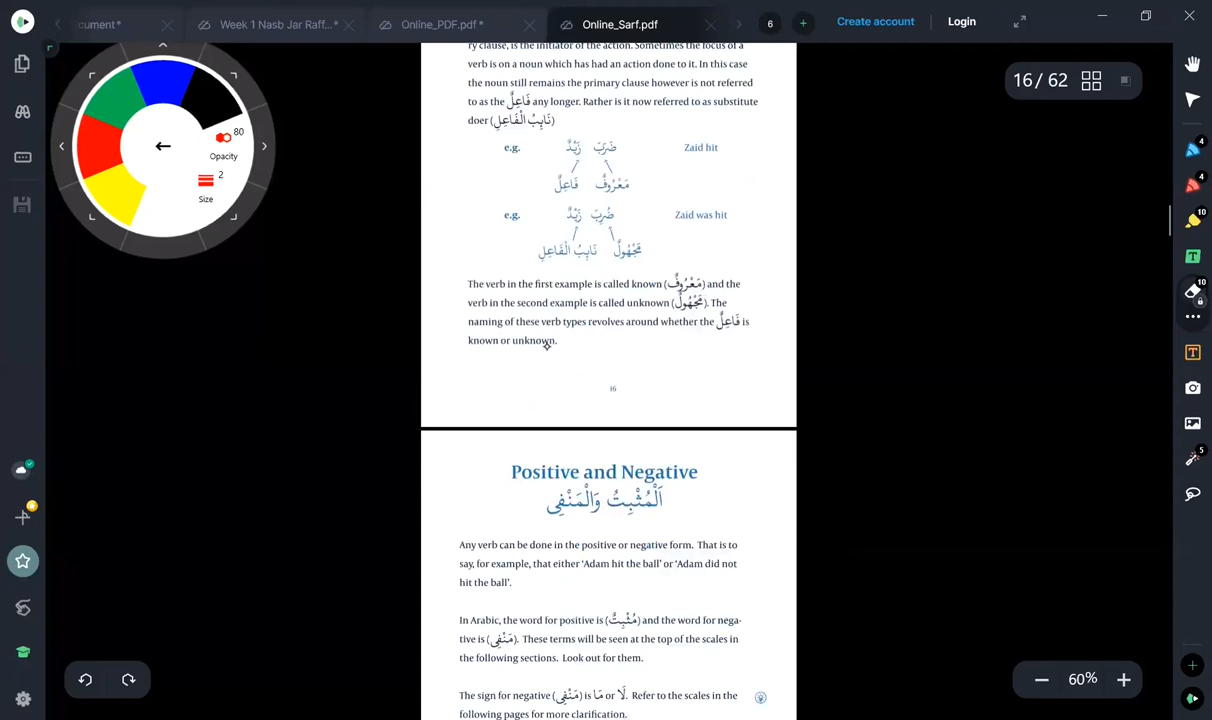 cument*
Week 1 Nasb Jar Raff...*
Online_PDF.pdf*
Online_Sarf.pdf
6
Create account
Login
16/ 62
80
Opacity
2
Size
ry clause, is the initiator of the action. Sometimes the focus of a
verb is on a noun which has had an action done to it. In this case
the noun still remains the primary clause however is not referred
to as the فَاعِلٌ any longer. Rather is it now referred to as substitute
doer (نَايِبُ الْفَاعِلِ)
e.g. ضَرَبَ زَيْدٌ Zaid hit
مَعْرُوفٌ فَاعِلٌ
e.g. ضُرِبَ زَيْدٌ Zaid was hit
مَجْهُولٌ نَايِبُ الْفَاعِلِ
The verb in the first example is called known (مَعْرُوفٌ) and the
verb in the second example is called unknown (مَجْهُولٌ). The
naming of these verb types revolves around whether the فَاعِلٌ is
known or unknown.
16
Positive and Negative
اَلْمُثْبِتُ وَالْمَنْفِى
Any verb can be done in the positive or negative form. That is to
say, for example, that either ‘Adam hit the ball’ or ‘Adam did not
hit the ball’.
In Arabic, the word for positive is (مُثْبِتٌ) and the word for nega-
tive is (مَنْفِى). These terms will be seen at the top of the scales in
the following sections. Look out for them.
The sign for negative (مَنْفِى) is مَا or لَا. Refer to the scales in the
following pages for more clarification.
4
4
10
10
5
60%